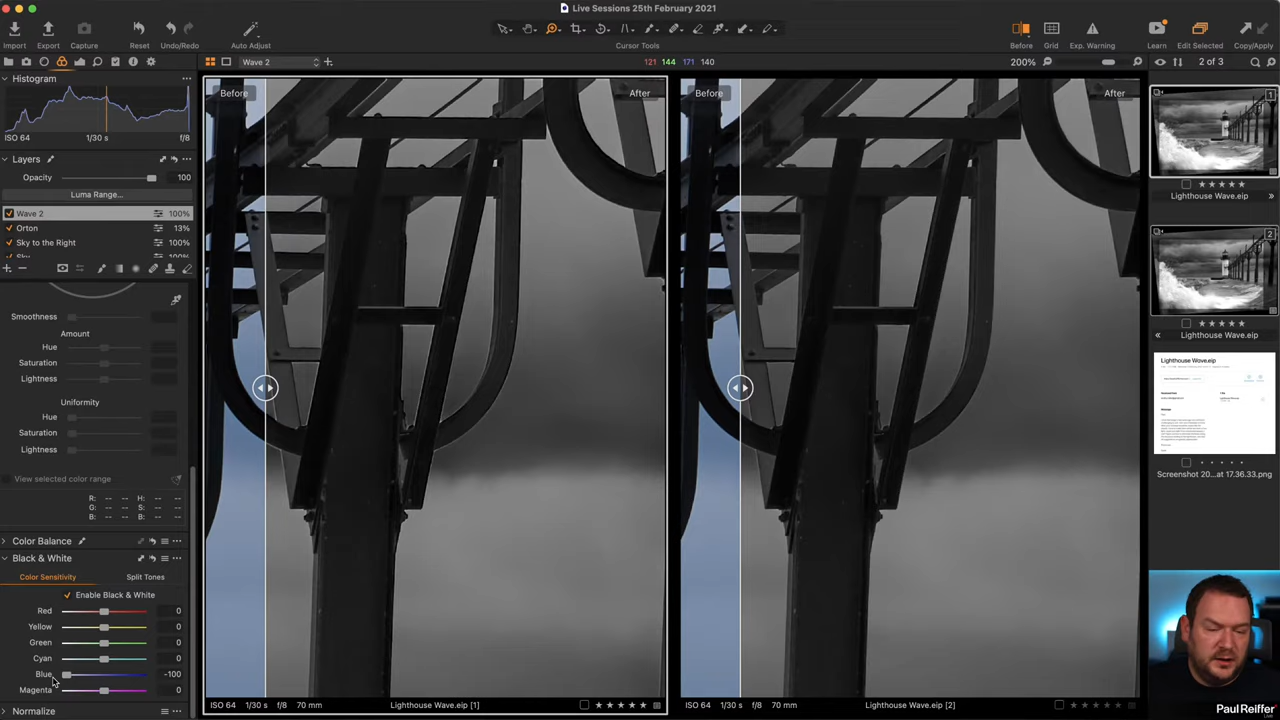 Live Sessions 25th February 2021
Import Export Capture Reset Undo/Redo Auto Adjust Cursor Tools Before Grid Exp. Warning Learn Edit Selected Copy/Apply
Wave 2
121 144 171 140
200%
2 of 3
Histogram
ISO 64 1/30 s f/8
Layers
Opacity 100
Luma Range...
Wave 2 100%
Orton 13%
Sky to the Right 100%
Smoothness
Amount
Hue
Saturation
Lightness
Uniformity
Hue
Saturation
Lightness
View selected color range
R: -- -- H: --
G: -- -- S: --
B: -- -- B: --
Color Balance
Black & White
Color Sensitivity Split Tones
Enable Black & White
Red 0
Yellow 0
Green 0
Cyan 0
Blue -100
Magenta 0
Normalize
Before After
Before After
ISO 64 1/30 s f/8 70 mm Lighthouse Wave.eip [1]
ISO 64 1/30 s f/8 70 mm Lighthouse Wave.eip [2]
1
Lighthouse Wave.eip
2
Lighthouse Wave.eip
Lighthouse Wave.eip
Screenshot 20...at 17.36.33.png
Paul Reiffer
Live